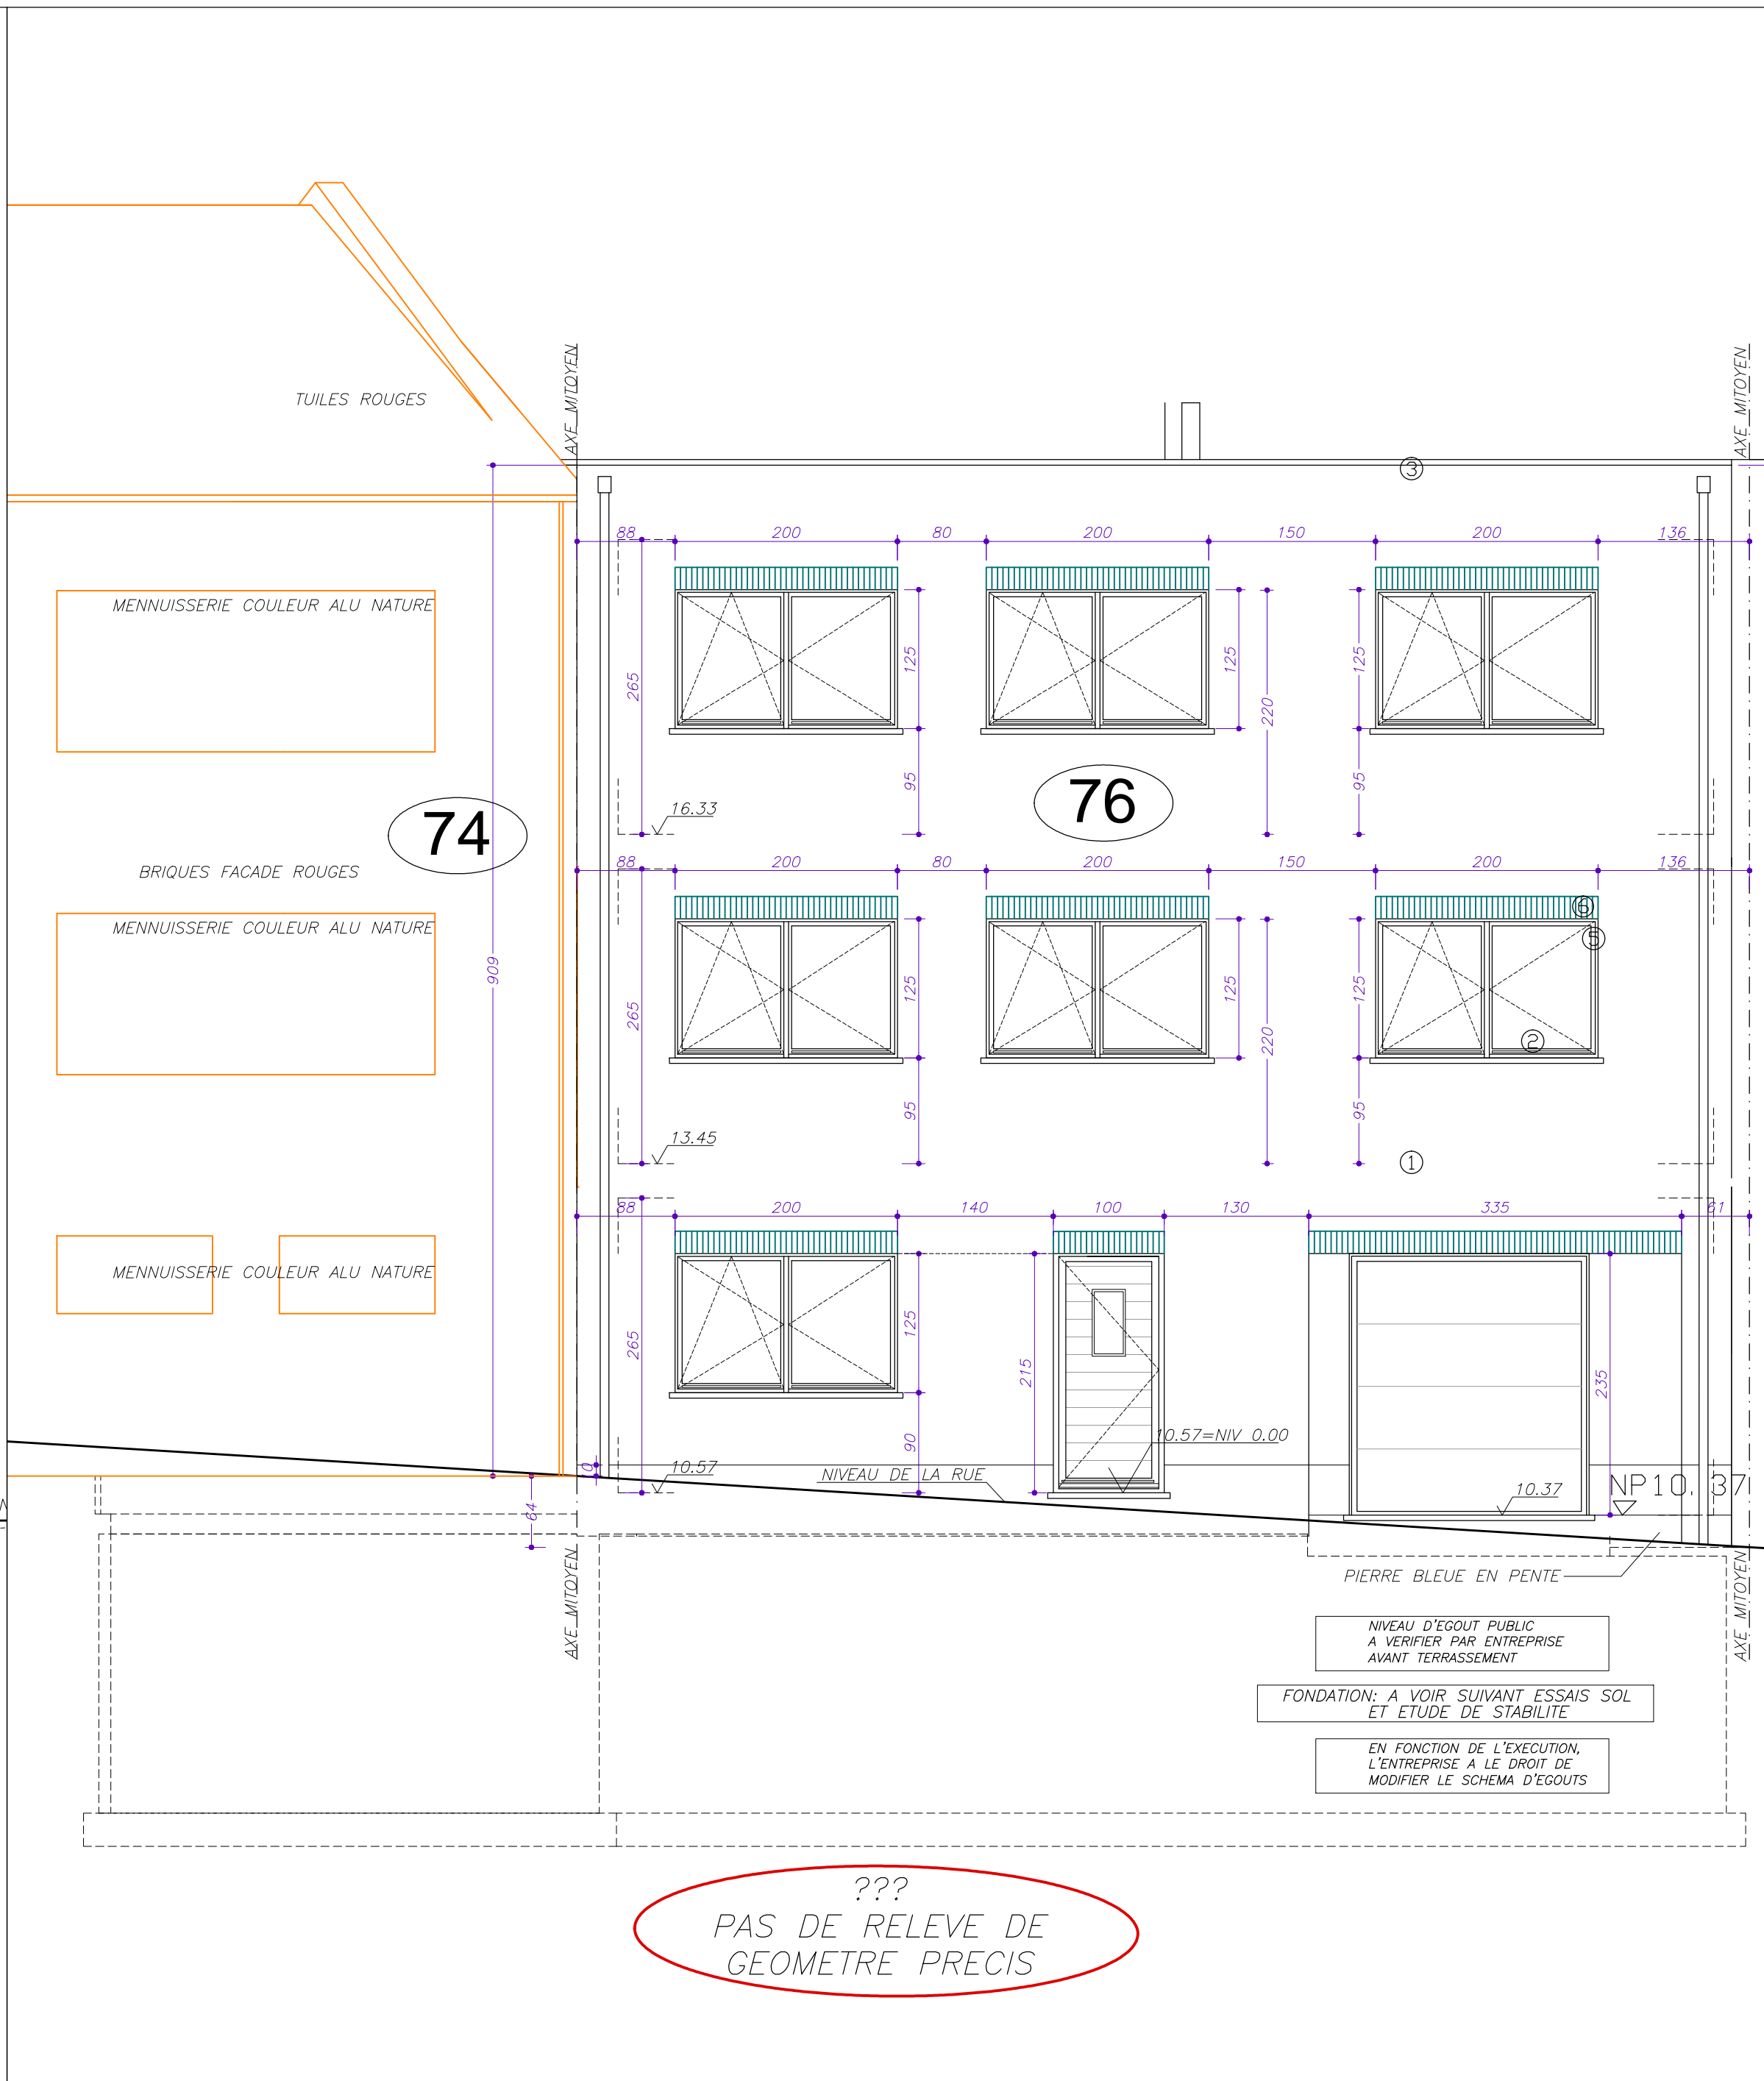 AXE MITOYEN
AXE MITOYEN
TUILES ROUGES
3
88 200 80 200 150 200 136
MENNUISSERIE COULEUR ALU NATURE
265
125
125
220
125
95
95
16.33
74
76
BRIQUES FACADE ROUGES
88 200 80 200 150 200 136
MENNUISSERIE COULEUR ALU NATURE
6
5
909
265
125
125
220
125
2
95
95
13.45
1
88 200 140 100 130 335 61
MENNUISSERIE COULEUR ALU NATURE
265
125
215
235
90
10.57=NIV 0.00
10.57
NIVEAU DE LA RUE
10.37
NP10. 37
64
AXE MITOYEN
AXE MITOYEN
PIERRE BLEUE EN PENTE
NIVEAU D'EGOUT PUBLIC
A VERIFIER PAR ENTREPRISE
AVANT TERRASSEMENT
FONDATION: A VOIR SUIVANT ESSAIS SOL
ET ETUDE DE STABILITE
EN FONCTION DE L'EXECUTION,
L'ENTREPRISE A LE DROIT DE
MODIFIER LE SCHEMA D'EGOUTS
???
PAS DE RELEVE DE
GEOMETRE PRECIS